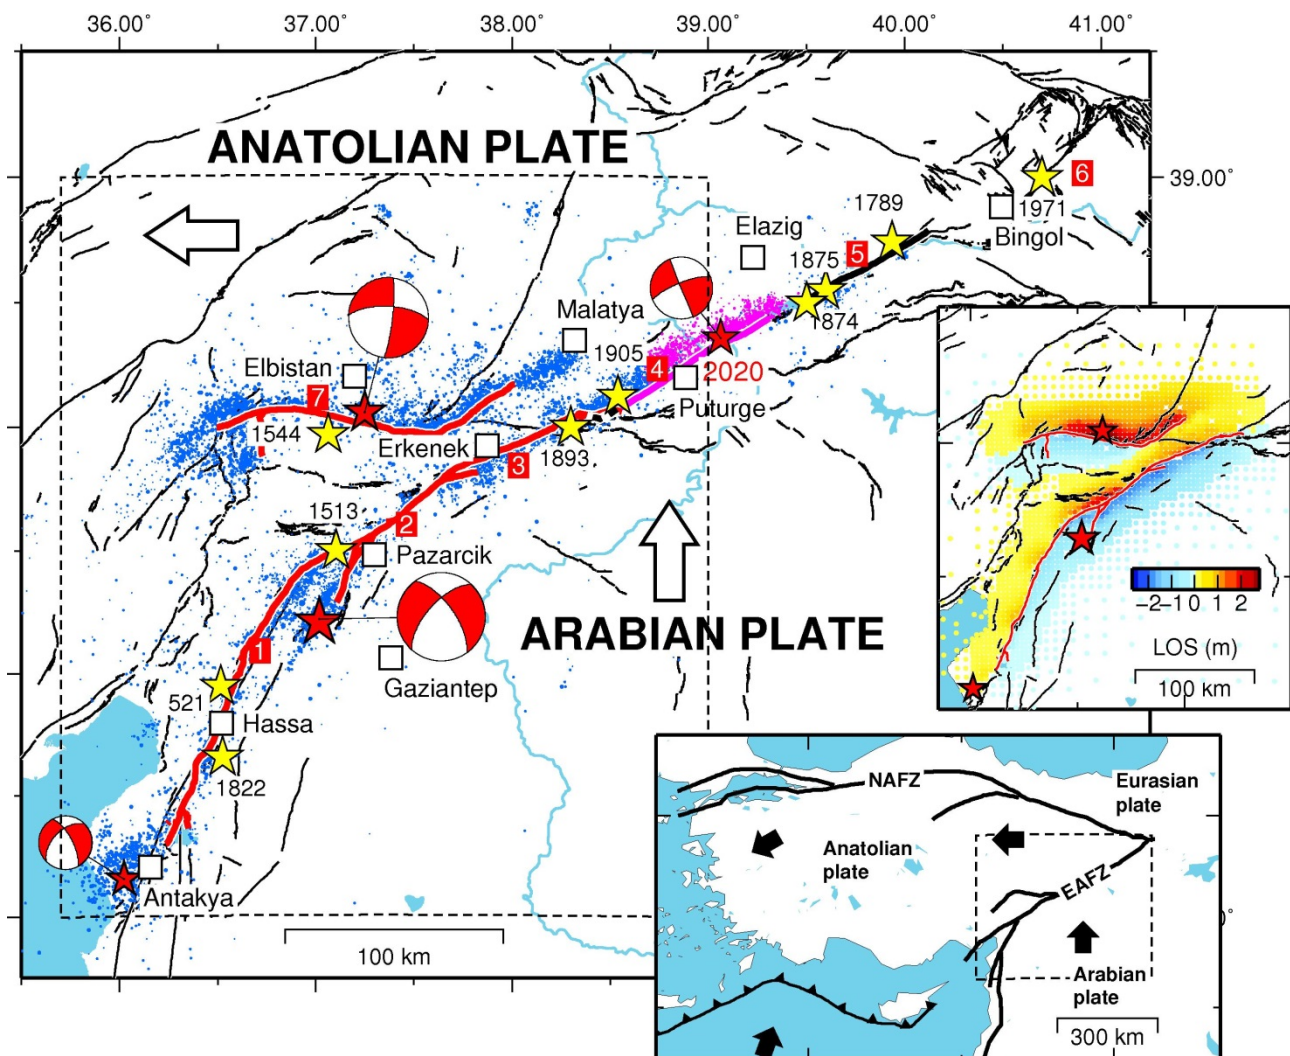 36.00°
37.00°
38.00°
39.00°
40.00°
41.00°
ANATOLIAN PLATE
39.00°
6
1971
Bingol
1789
5
Elazig
1875
1874
Malatya
1905
4
2020
Puturge
Elbistan
7
1544
Erkenek
3
1893
1513
2
Pazarcik
ARABIAN PLATE
1
Gaziantep
521
Hassa
1822
Antakya
100 km
–2
–1
0
1
2
LOS (m)
100 km
NAFZ
Eurasian
plate
Anatolian
plate
EAFZ
Arabian
plate
300 km